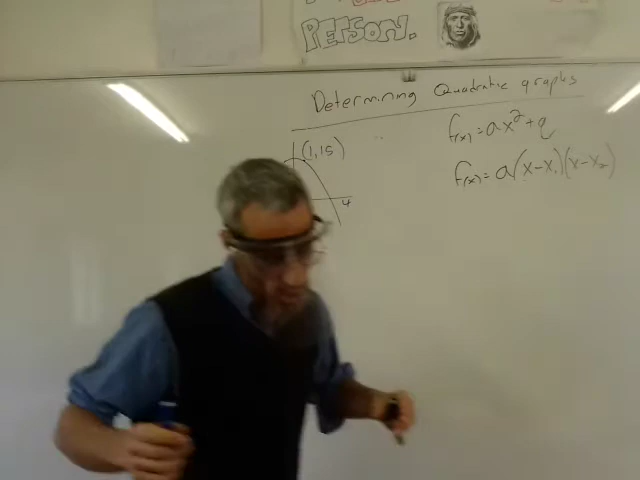 PERSON.
Determining Quadratic graphs
f(x) = ax² + q
(1, 15)
f(x) = a(x - x₁)(x - x₂)
4